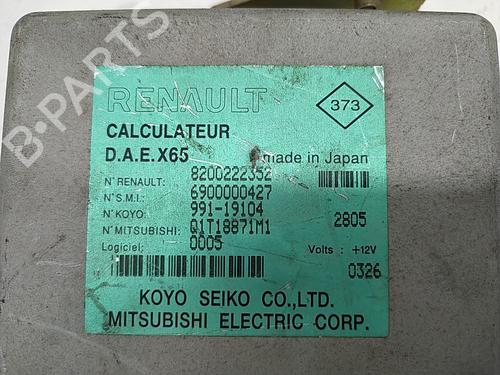 RENAULT
373
CALCULATEUR
D.A.E.X65
made in Japan
N° RENAULT: 8200222352
N° S.M.I.: 6900000427
N° KOYO: 991-19104
2805
N° MITSUBISHI: Q1T18871M1
Logiciel: 0005
Volts : +12V
0326
KOYO SEIKO CO.,LTD.
MITSUBISHI ELECTRIC CORP.
B-PARTS